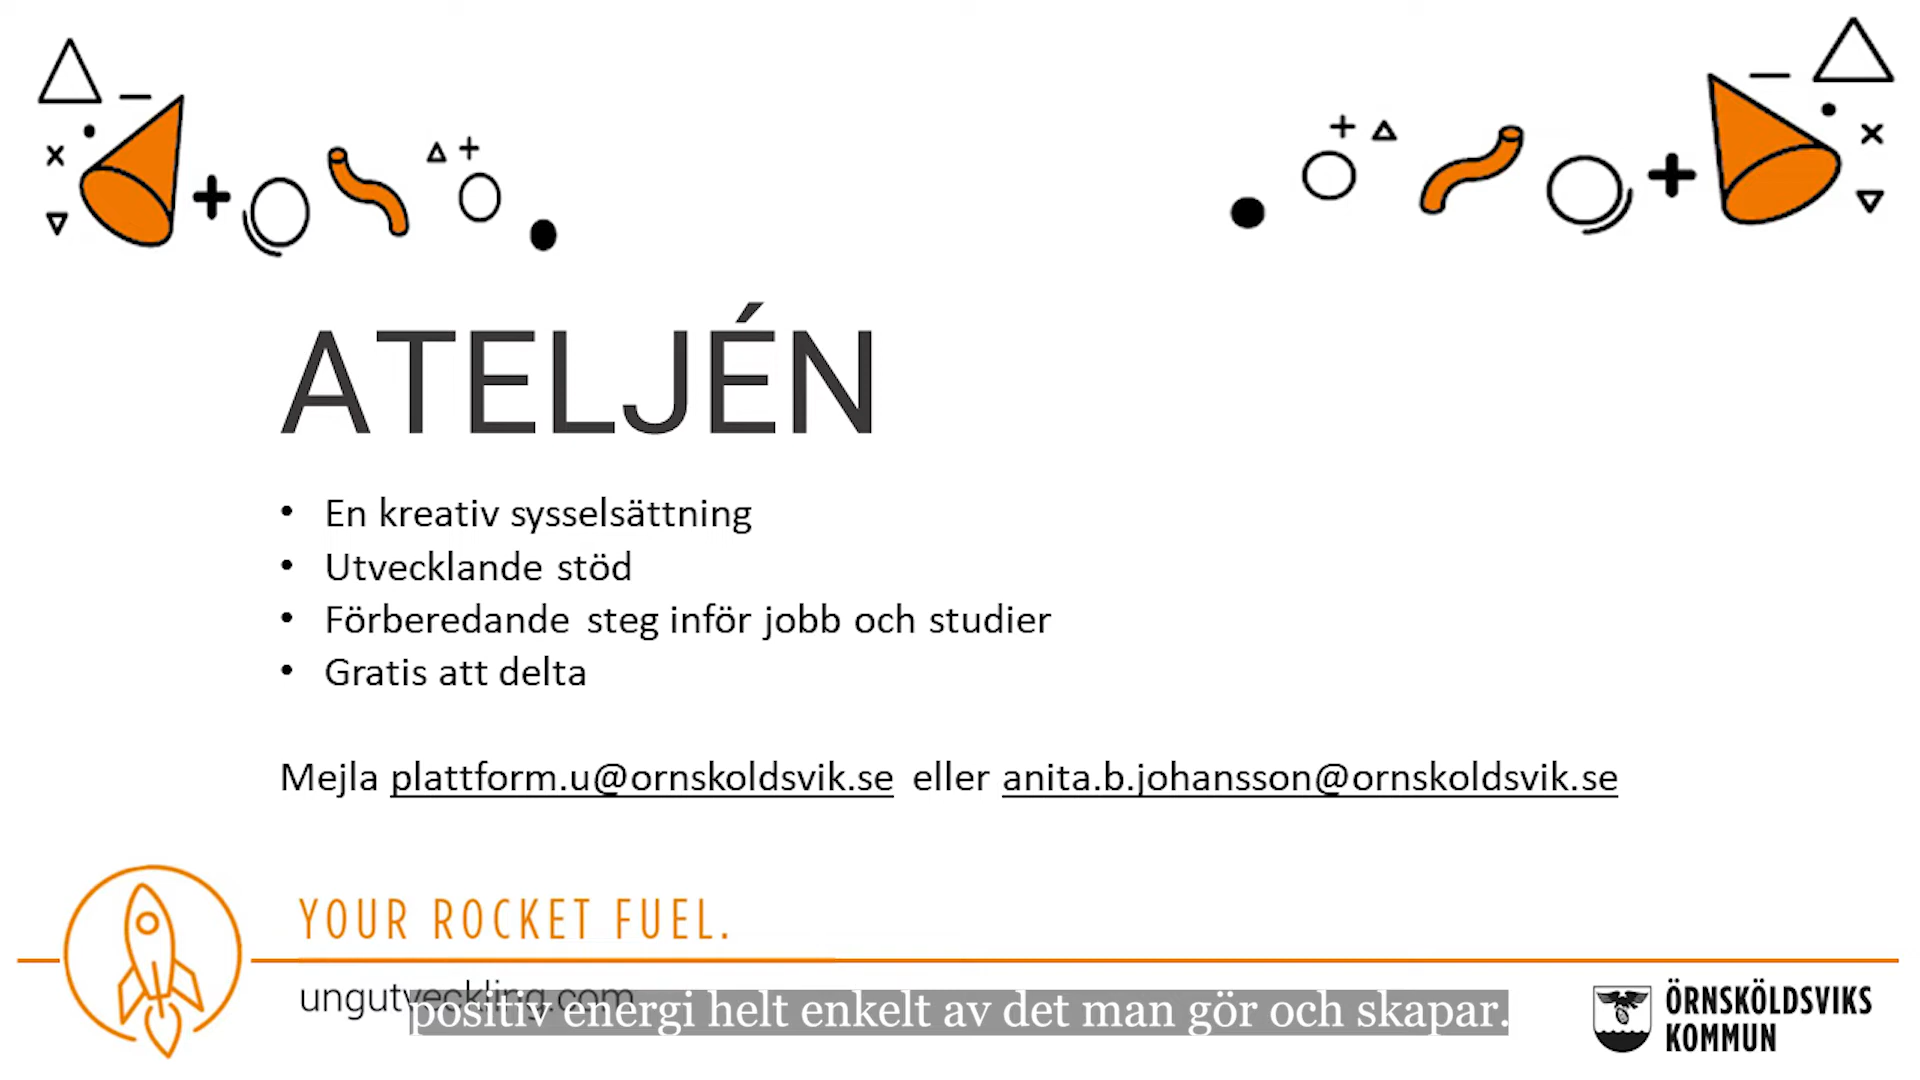 ATELJÉN
• En kreativ sysselsättning
• Utvecklande stöd
• Förberedande steg inför jobb och studier
• Gratis att delta
Mejla plattform.u@ornskoldsvik.se eller anita.b.johansson@ornskoldsvik.se
YOUR ROCKET FUEL.
ungutveckling.com
positiv energi helt enkelt av det man gör och skapar.
ÖRNSKÖLDSVIKS
KOMMUN